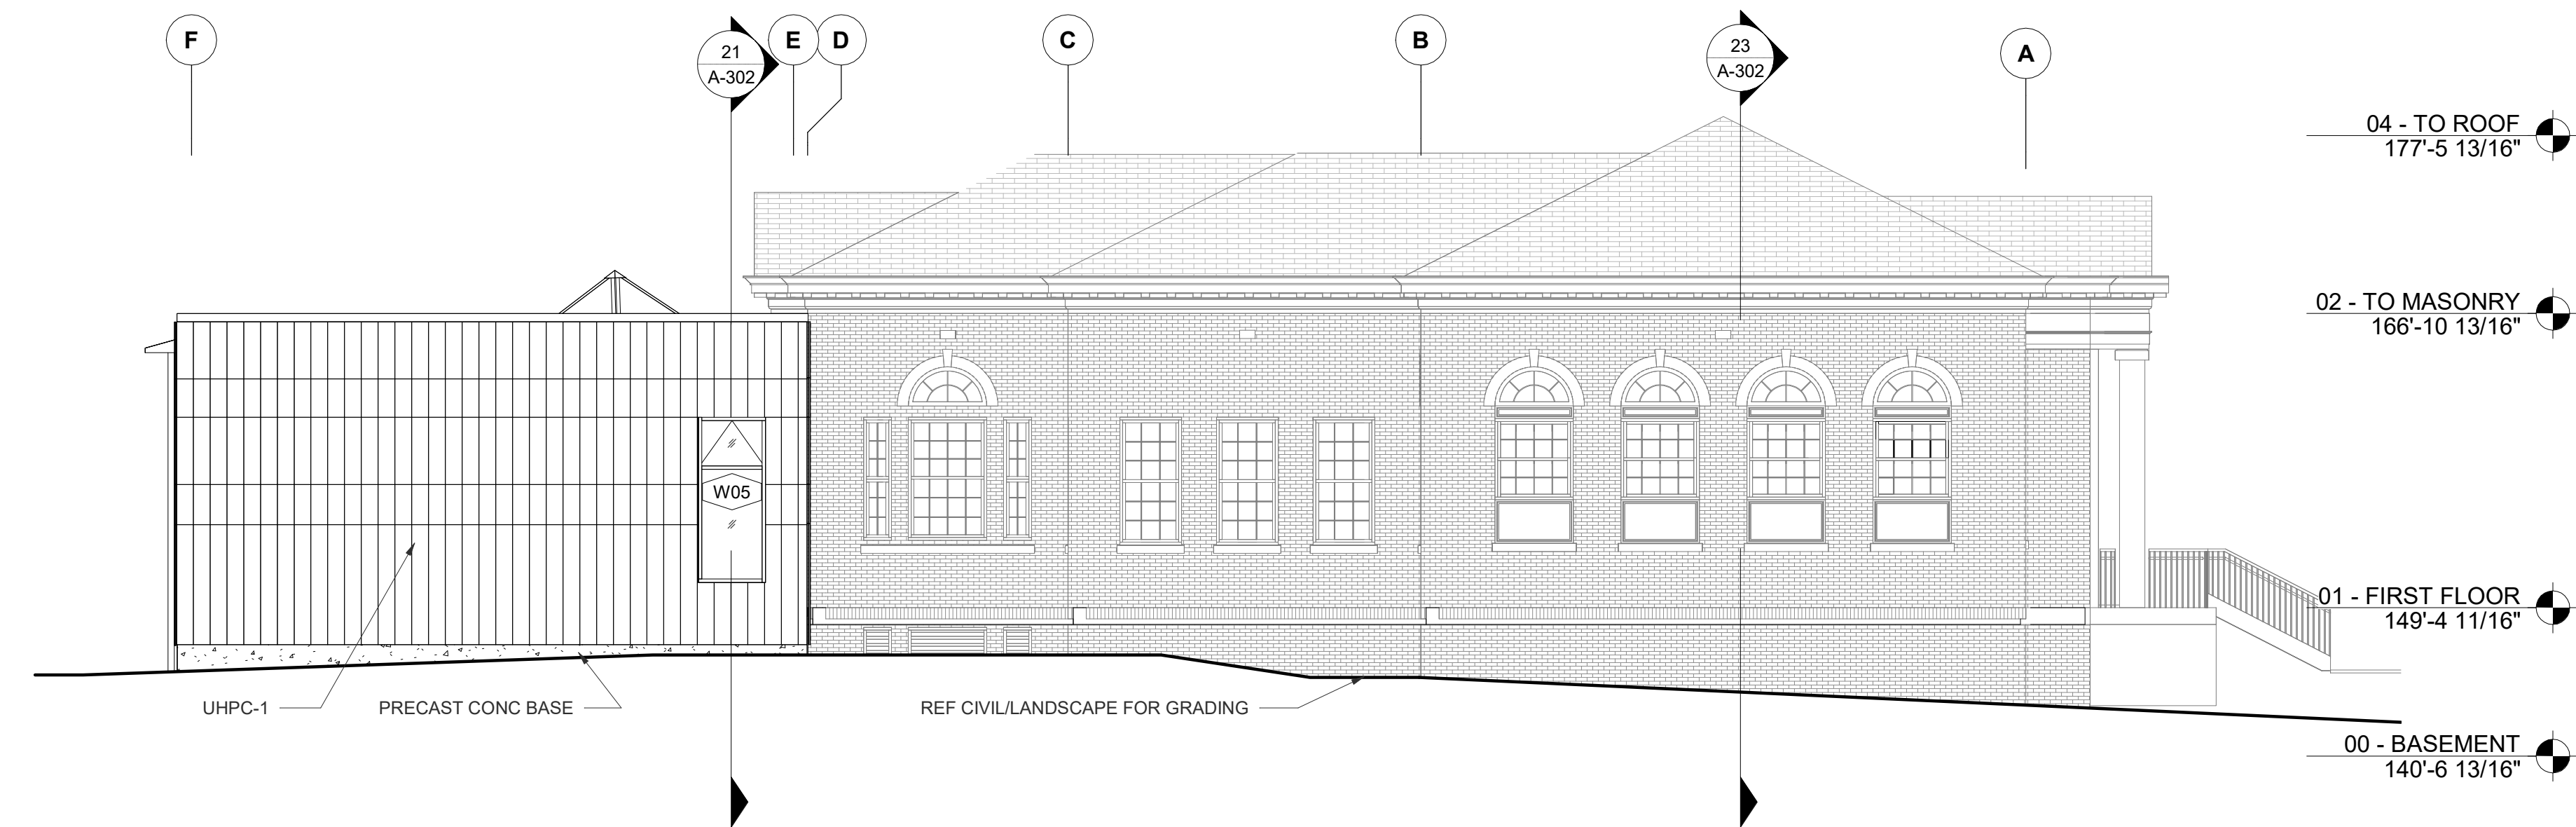 F
21
A-302
E
D
C
B
23
A-302
A
04 - TO ROOF
177'-5 13/16"
02 - TO MASONRY
166'-10 13/16"
W05
01 - FIRST FLOOR
149'-4 11/16"
UHPC-1
PRECAST CONC BASE
REF CIVIL/LANDSCAPE FOR GRADING
00 - BASEMENT
140'-6 13/16"